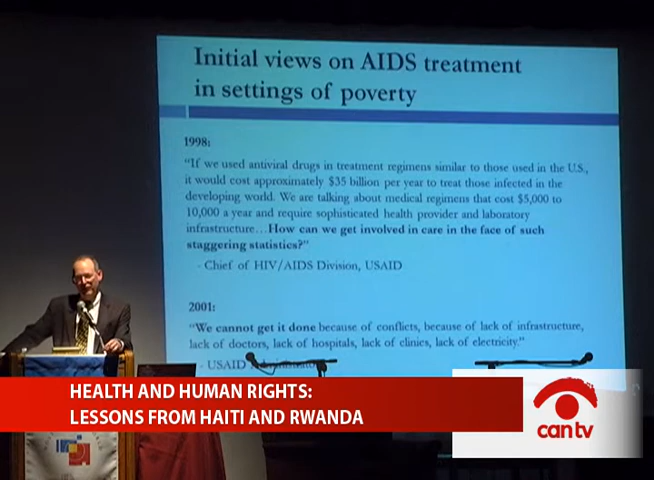 Initial views on AIDS treatment
in settings of poverty
1998:
"If we used antiviral drugs in treatment regimens similar to those used in the U.S.,
it would cost approximately $35 billion per year to treat those infected in the
developing world. We are talking about medical regimens that cost $5,000 to
10,000 a year and require sophisticated health provider and laboratory
infrastructure…How can we get involved in care in the face of such
staggering statistics?"
- Chief of HIV/AIDS Division, USAID
2001:
"We cannot get it done because of conflicts, because of lack of infrastructure,
lack of doctors, lack of hospitals, lack of clinics, lack of electricity."
- USAID
HEALTH AND HUMAN RIGHTS:
LESSONS FROM HAITI AND RWANDA
can tv